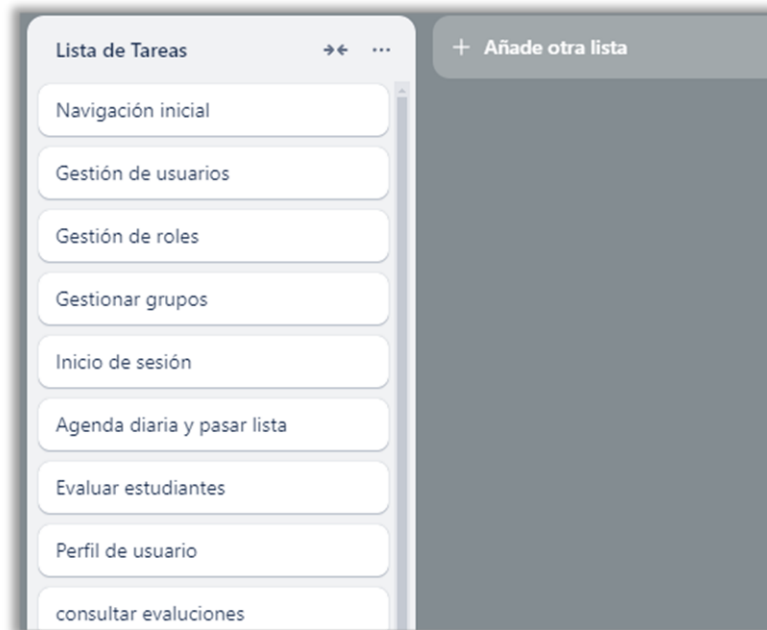 Lista de Tareas
Añade otra lista
Navigación inicial
Gestión de usuarios
Gestión de roles
Gestionar grupos
Inicio de sesión
Agenda diaria y pasar lista
Evaluar estudiantes
Perfil de usuario
consultar evaluciones